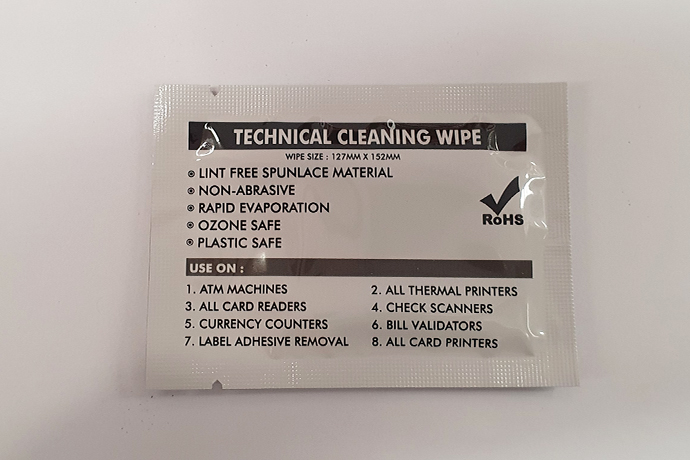 TECHNICAL CLEANING WIPE
WIPE SIZE : 127MM X 152MM
LINT FREE SPUNLACE MATERIAL
NON-ABRASIVE
RAPID EVAPORATION
OZONE SAFE
PLASTIC SAFE
RoHS
USE ON :
1. ATM MACHINES 2. ALL THERMAL PRINTERS
3. ALL CARD READERS 4. CHECK SCANNERS
5. CURRENCY COUNTERS 6. BILL VALIDATORS
7. LABEL ADHESIVE REMOVAL 8. ALL CARD PRINTERS